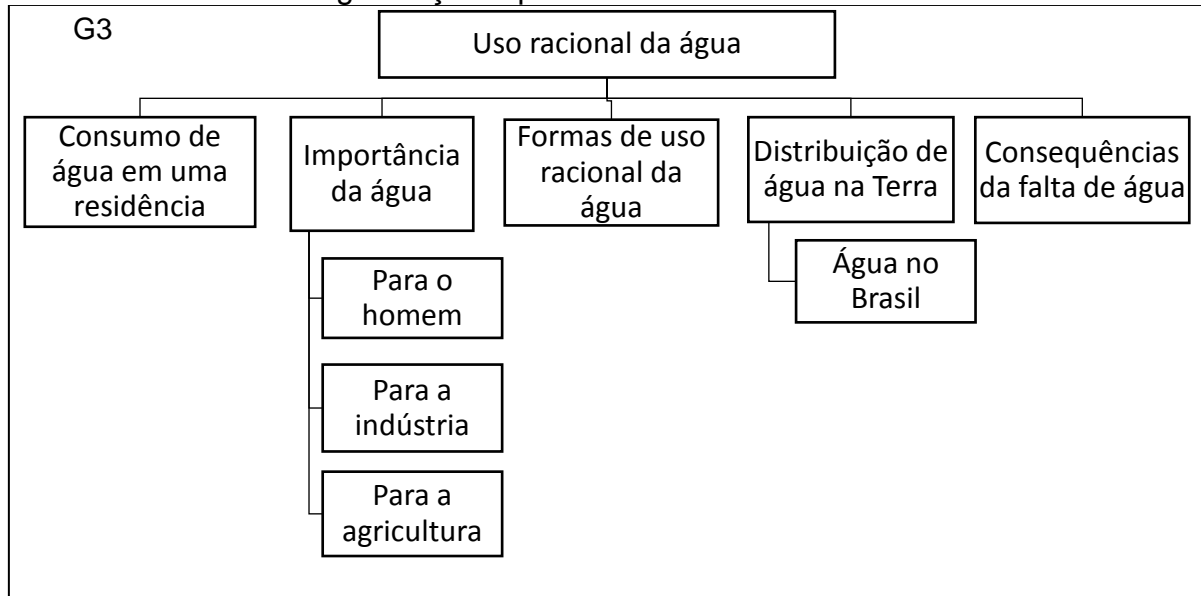 G3
Uso racional da água
Consumo de
água em uma
residência
Importância
da água
Para o
homem
Para a
indústria
Para a
agricultura
Formas de uso
racional da
água
Distribuição de
água na Terra
Água no
Brasil
Consequências
da falta de água